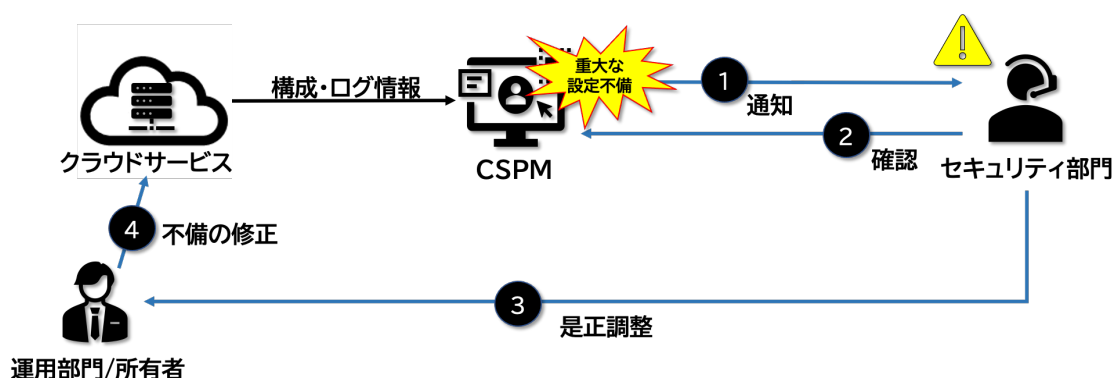 重大な
設定不備
構成・ログ情報
1
通知
2
確認
クラウドサービス
CSPM
セキュリティ部門
4
不備の修正
3
是正調整
運用部門/所有者